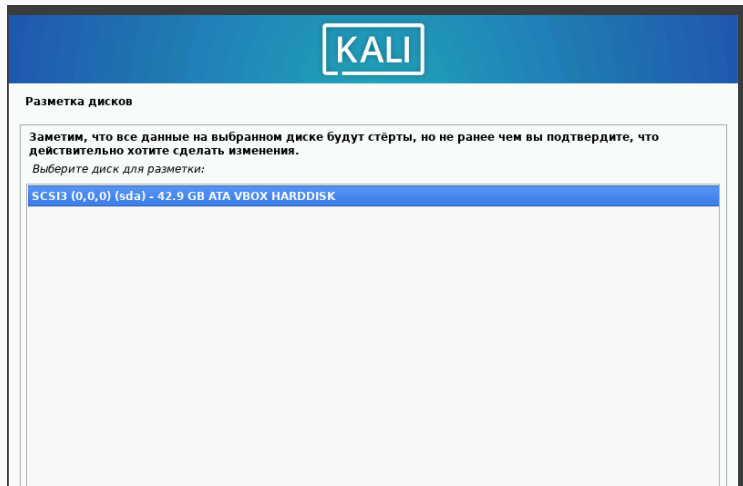 KALI
Разметка дисков
Заметим, что все данные на выбранном диске будут стёрты, но не ранее чем вы подтвердите, что
действительно хотите сделать изменения.
Выберите диск для разметки:
SCSI3 (0,0,0) (sda) - 42.9 GB ATA VBOX HARDDISK